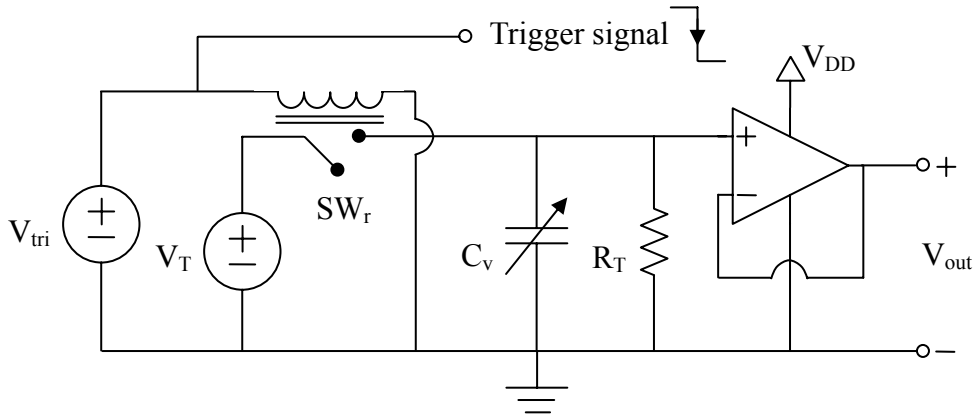 Trigger signal
V_DD
+
−
+
−
+
−
+
−
V_tri
V_T
SW_r
C_v
R_T
V_out